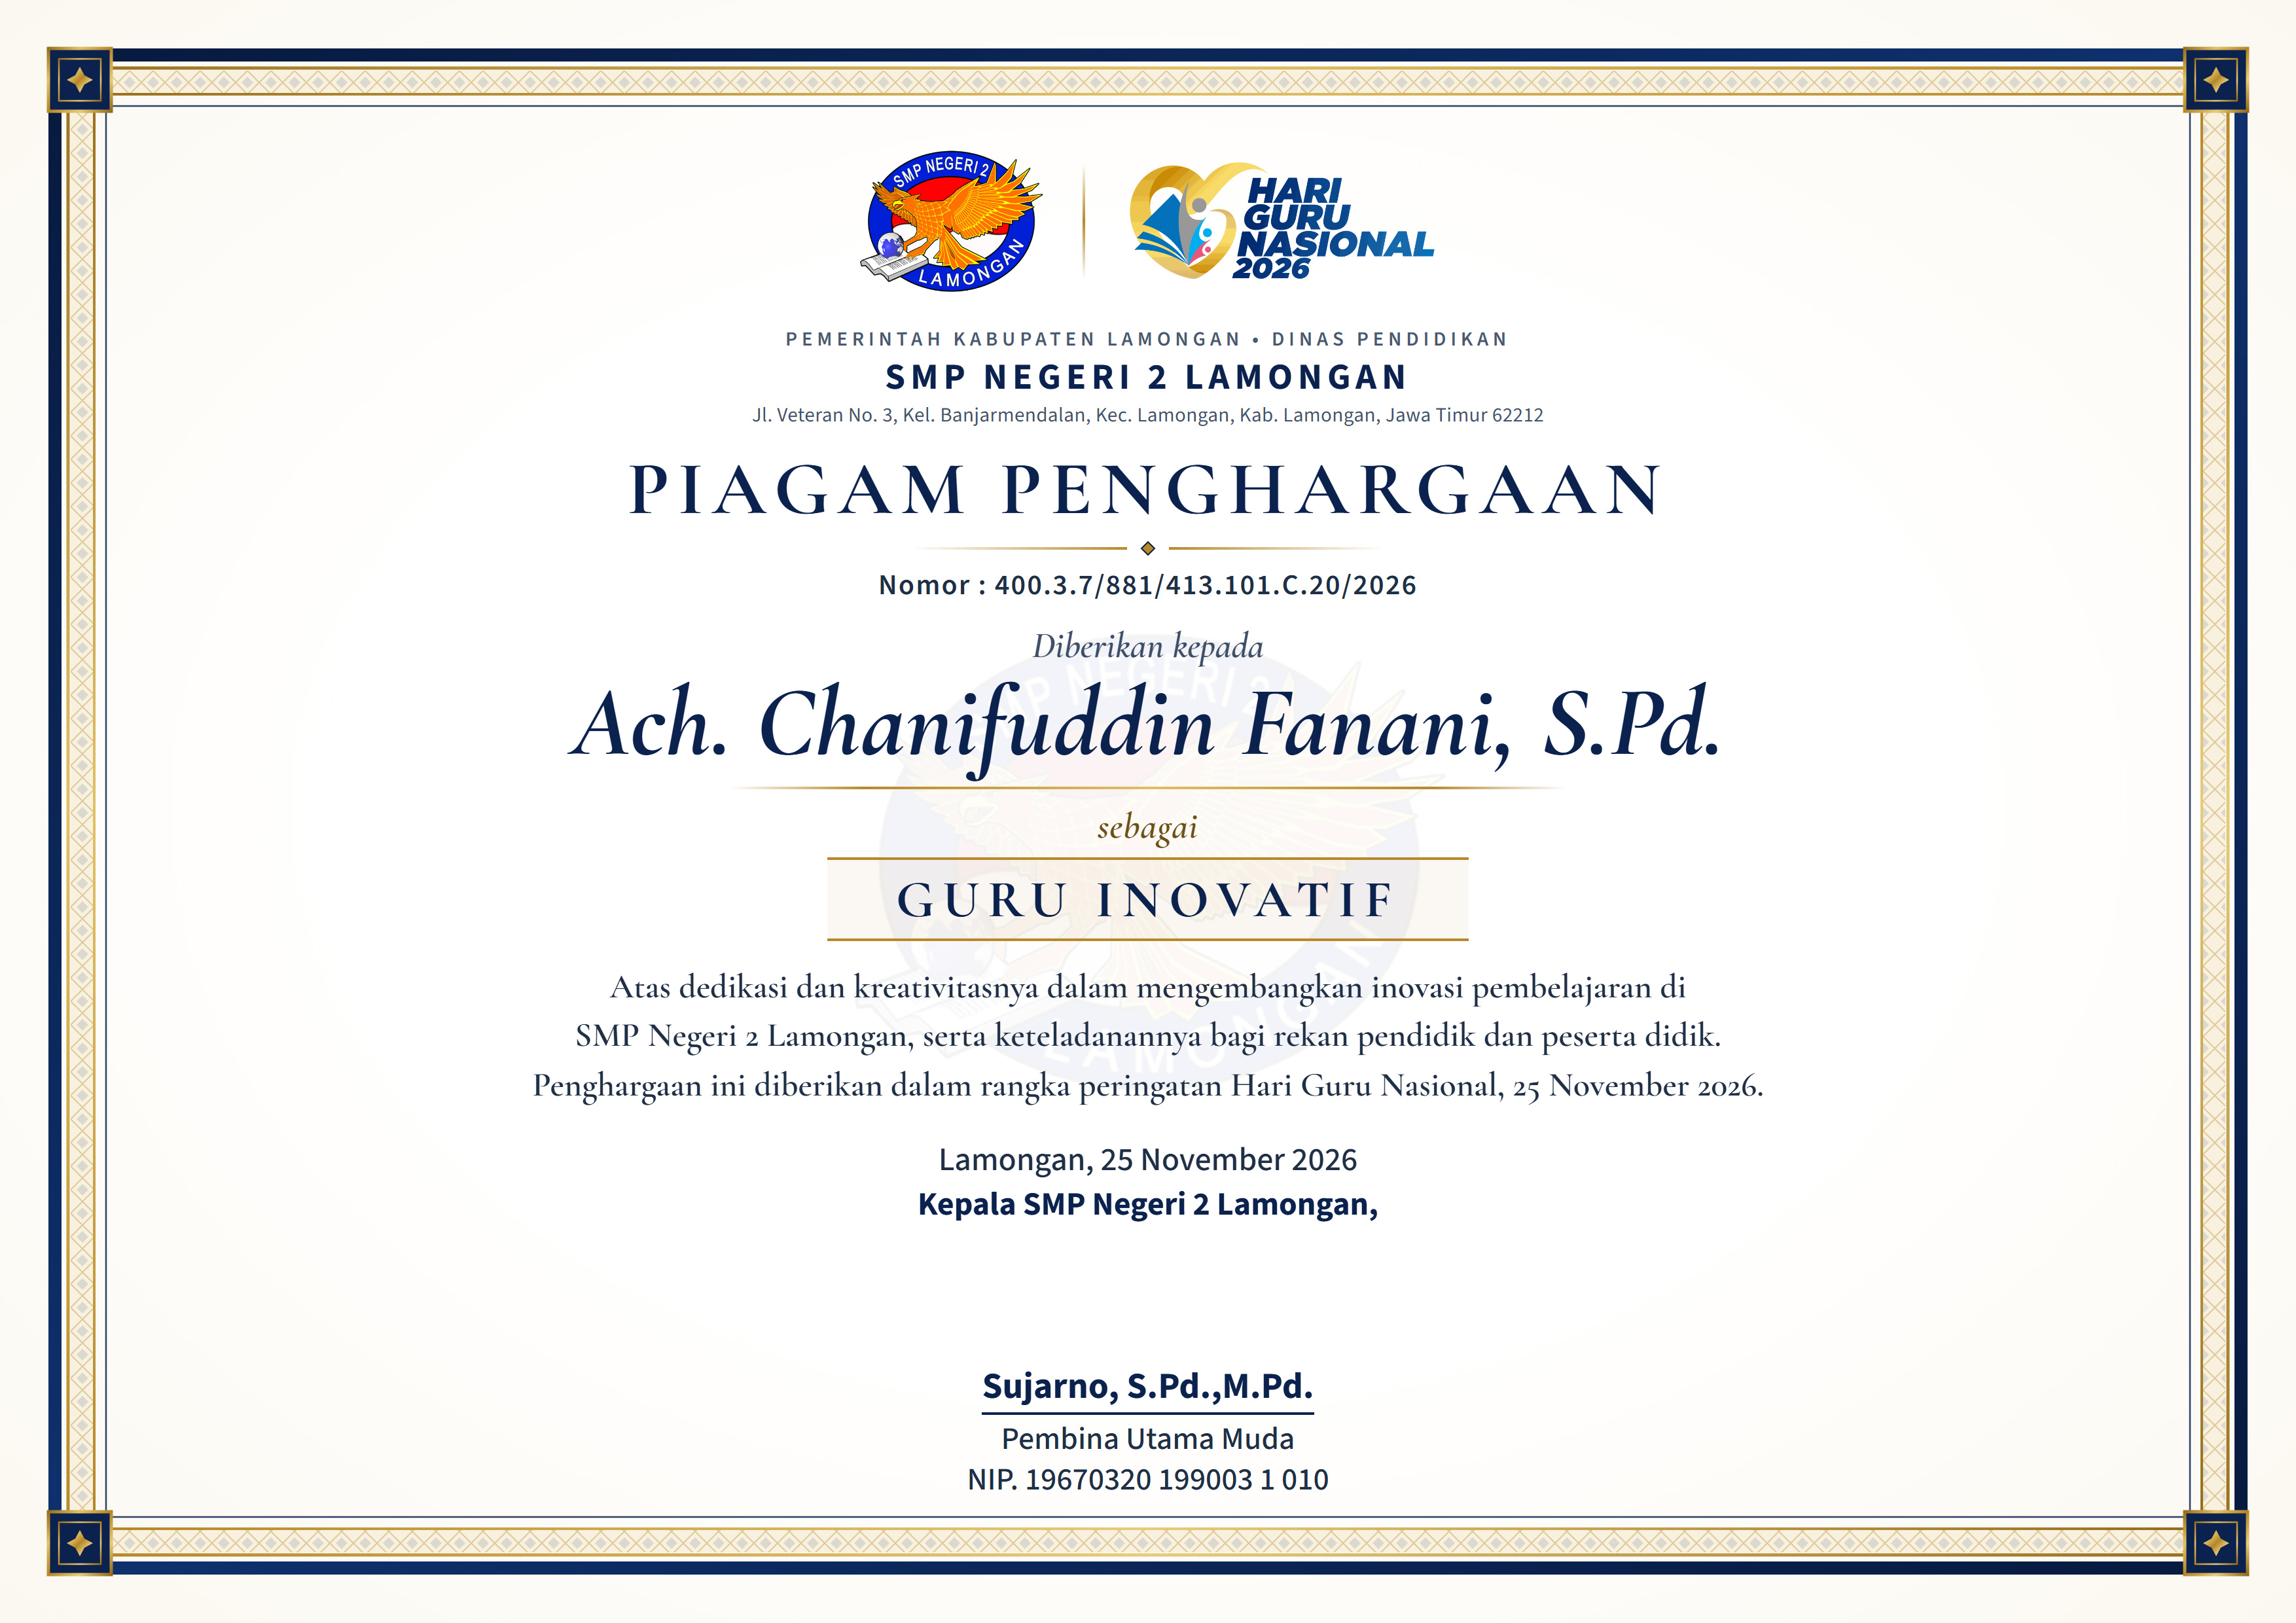 SMP NEGERI 2
LAMONGAN
HARI
GURU
NASIONAL
2026
PEMERINTAH KABUPATEN LAMONGAN • DINAS PENDIDIKAN
SMP NEGERI 2 LAMONGAN
Jl. Veteran No. 3, Kel. Banjarmendalan, Kec. Lamongan, Kab. Lamongan, Jawa Timur 62212
PIAGAM PENGHARGAAN
Nomor : 400.3.7/881/413.101.C.20/2026
Diberikan kepada
Ach. Chanifuddin Fanani, S.Pd.
sebagai
GURU INOVATIF
Atas dedikasi dan kreativitasnya dalam mengembangkan inovasi pembelajaran di
SMP Negeri 2 Lamongan, serta keteladanannya bagi rekan pendidik dan peserta didik.
Penghargaan ini diberikan dalam rangka peringatan Hari Guru Nasional, 25 November 2026.
Lamongan, 25 November 2026
Kepala SMP Negeri 2 Lamongan,
Sujarno, S.Pd.,M.Pd.
Pembina Utama Muda
NIP. 19670320 199003 1 010